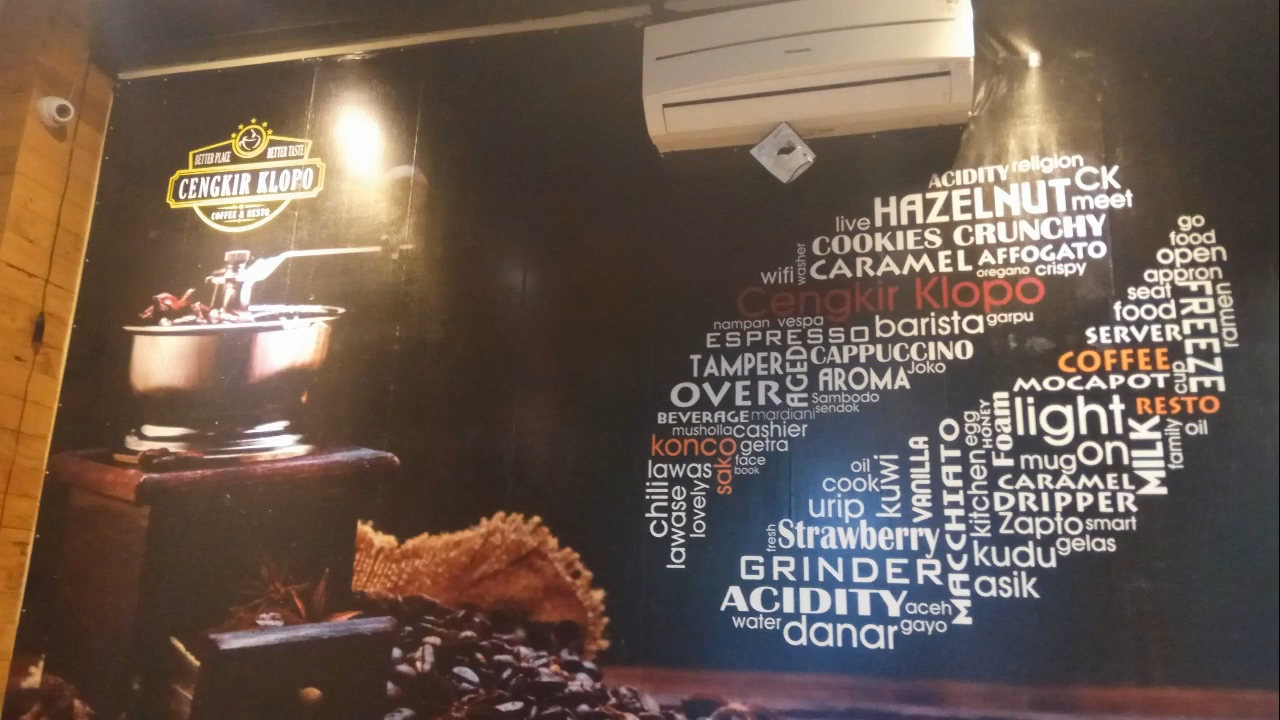 BETTER PLACE BETTER TASTE
CENGKIR KLOPO
COFFEE & RESTO
ACIDITY religion
HAZELNUT CK
live meet
COOKIES CRUNCHY
washer
wifi CARAMEL AFFOGATO
oregano crispy
Cengkir Klopo
nampan vespa
ESPRESSO barista garpu
TAMPER AGED CAPPUCCINO
OVER AROMA Joko
Sambodo
BEVERAGE mardiani sendok
musholla cashier
konco getra
lawas sako face
book
chili lawase lovely
go
food
open
appron
seat FREEZE ramen
food
SERVER
COFFEE
MOCAPOT cup
light RESTO
on MILK family oil
Foam HONEY egg
mug
CARAMEL
DRIPPER
kitchen
Zapto smart
kudu gelas
asik
MACCHIATO
VANILLA
oil
cook kuwi
urip
fresh Strawberry
GRINDER
ACIDITY aceh
water danar gayo